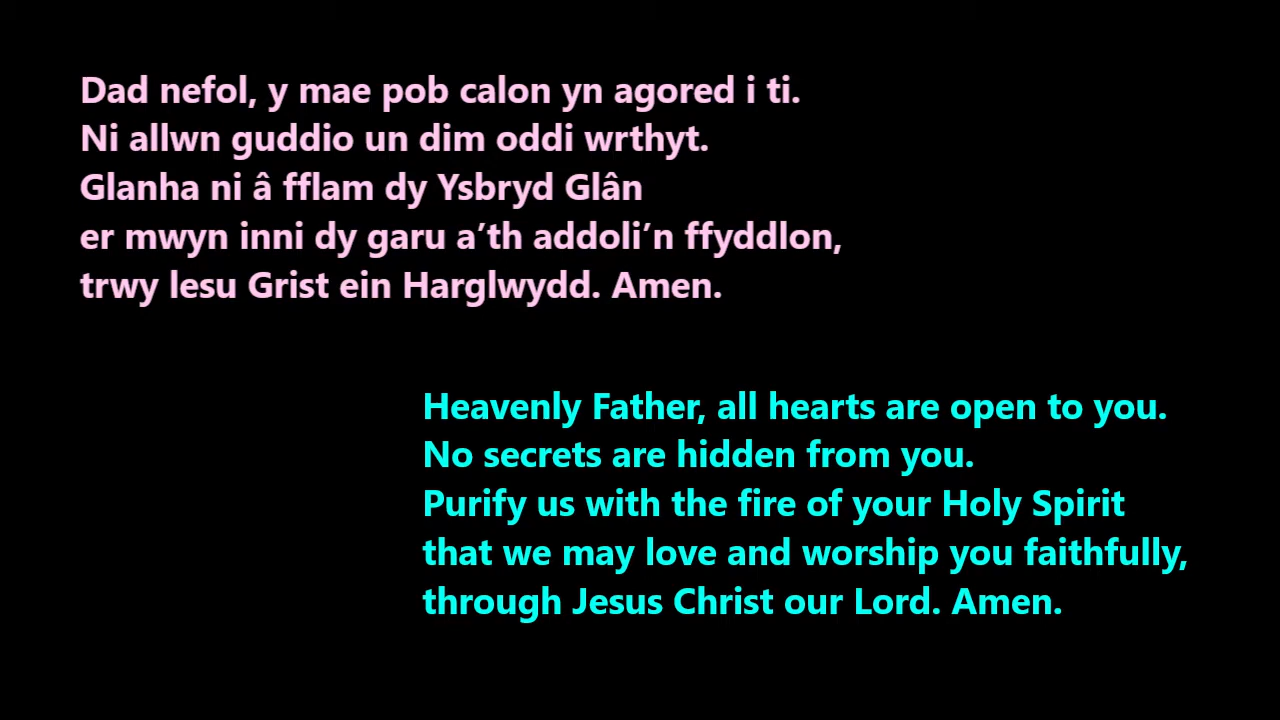 Dad nefol, y mae pob calon yn agored i ti.
Ni allwn guddio un dim oddi wrthyt.
Glanha ni â fflam dy Ysbryd Glân
er mwyn inni dy garu a’th addoli’n ffyddlon,
trwy Iesu Grist ein Harglwydd. Amen.
Heavenly Father, all hearts are open to you.
No secrets are hidden from you.
Purify us with the fire of your Holy Spirit
that we may love and worship you faithfully,
through Jesus Christ our Lord. Amen.